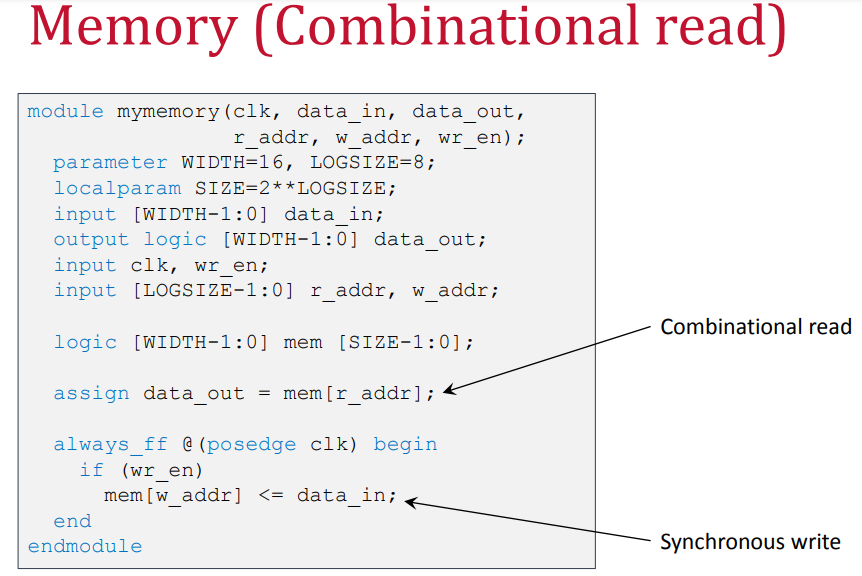 Memory (Combinational read)
module mymemory(clk, data_in, data_out,
r_addr, w_addr, wr_en);
parameter WIDTH=16, LOGSIZE=8;
localparam SIZE=2**LOGSIZE;
input [WIDTH-1:0] data_in;
output logic [WIDTH-1:0] data_out;
input clk, wr_en;
input [LOGSIZE-1:0] r_addr, w_addr;
logic [WIDTH-1:0] mem [SIZE-1:0];
Combinational read
assign data_out = mem[r_addr];
always_ff @(posedge clk) begin
if (wr_en)
mem[w_addr] <= data_in;
end
Synchronous write
endmodule